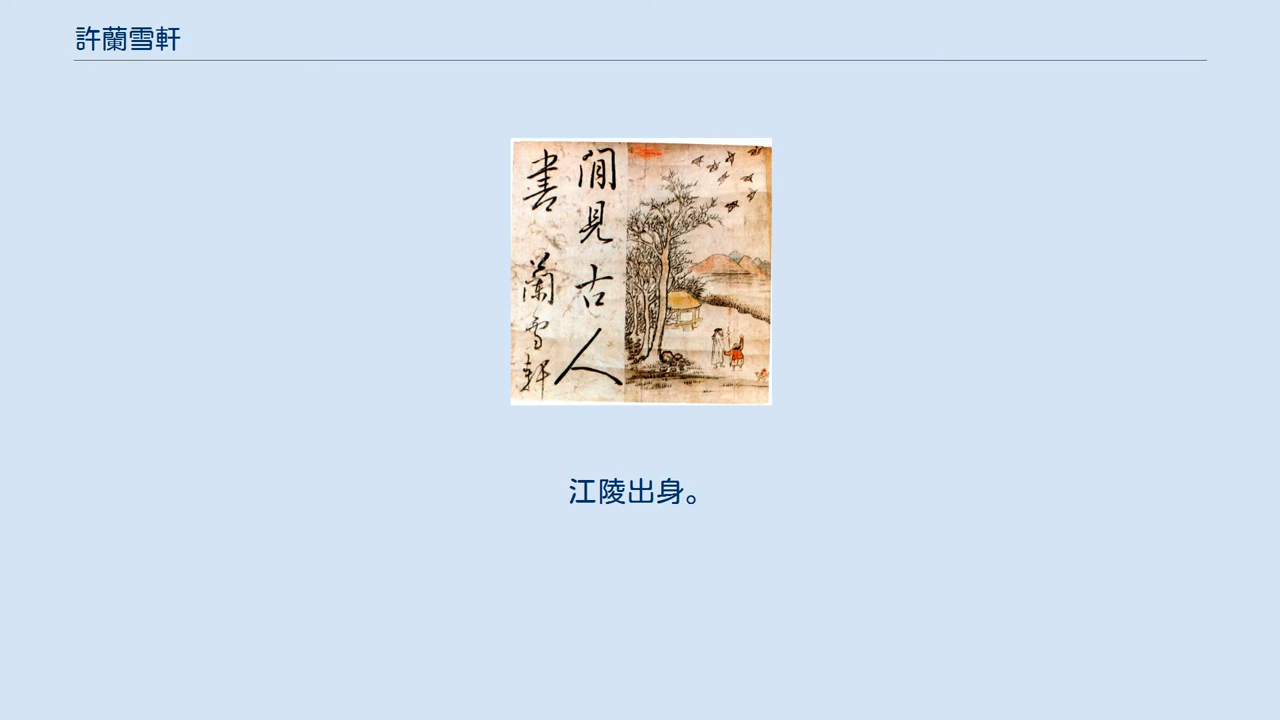 許蘭雪軒
閒見古人
書 蘭雪軒
江陵出身。